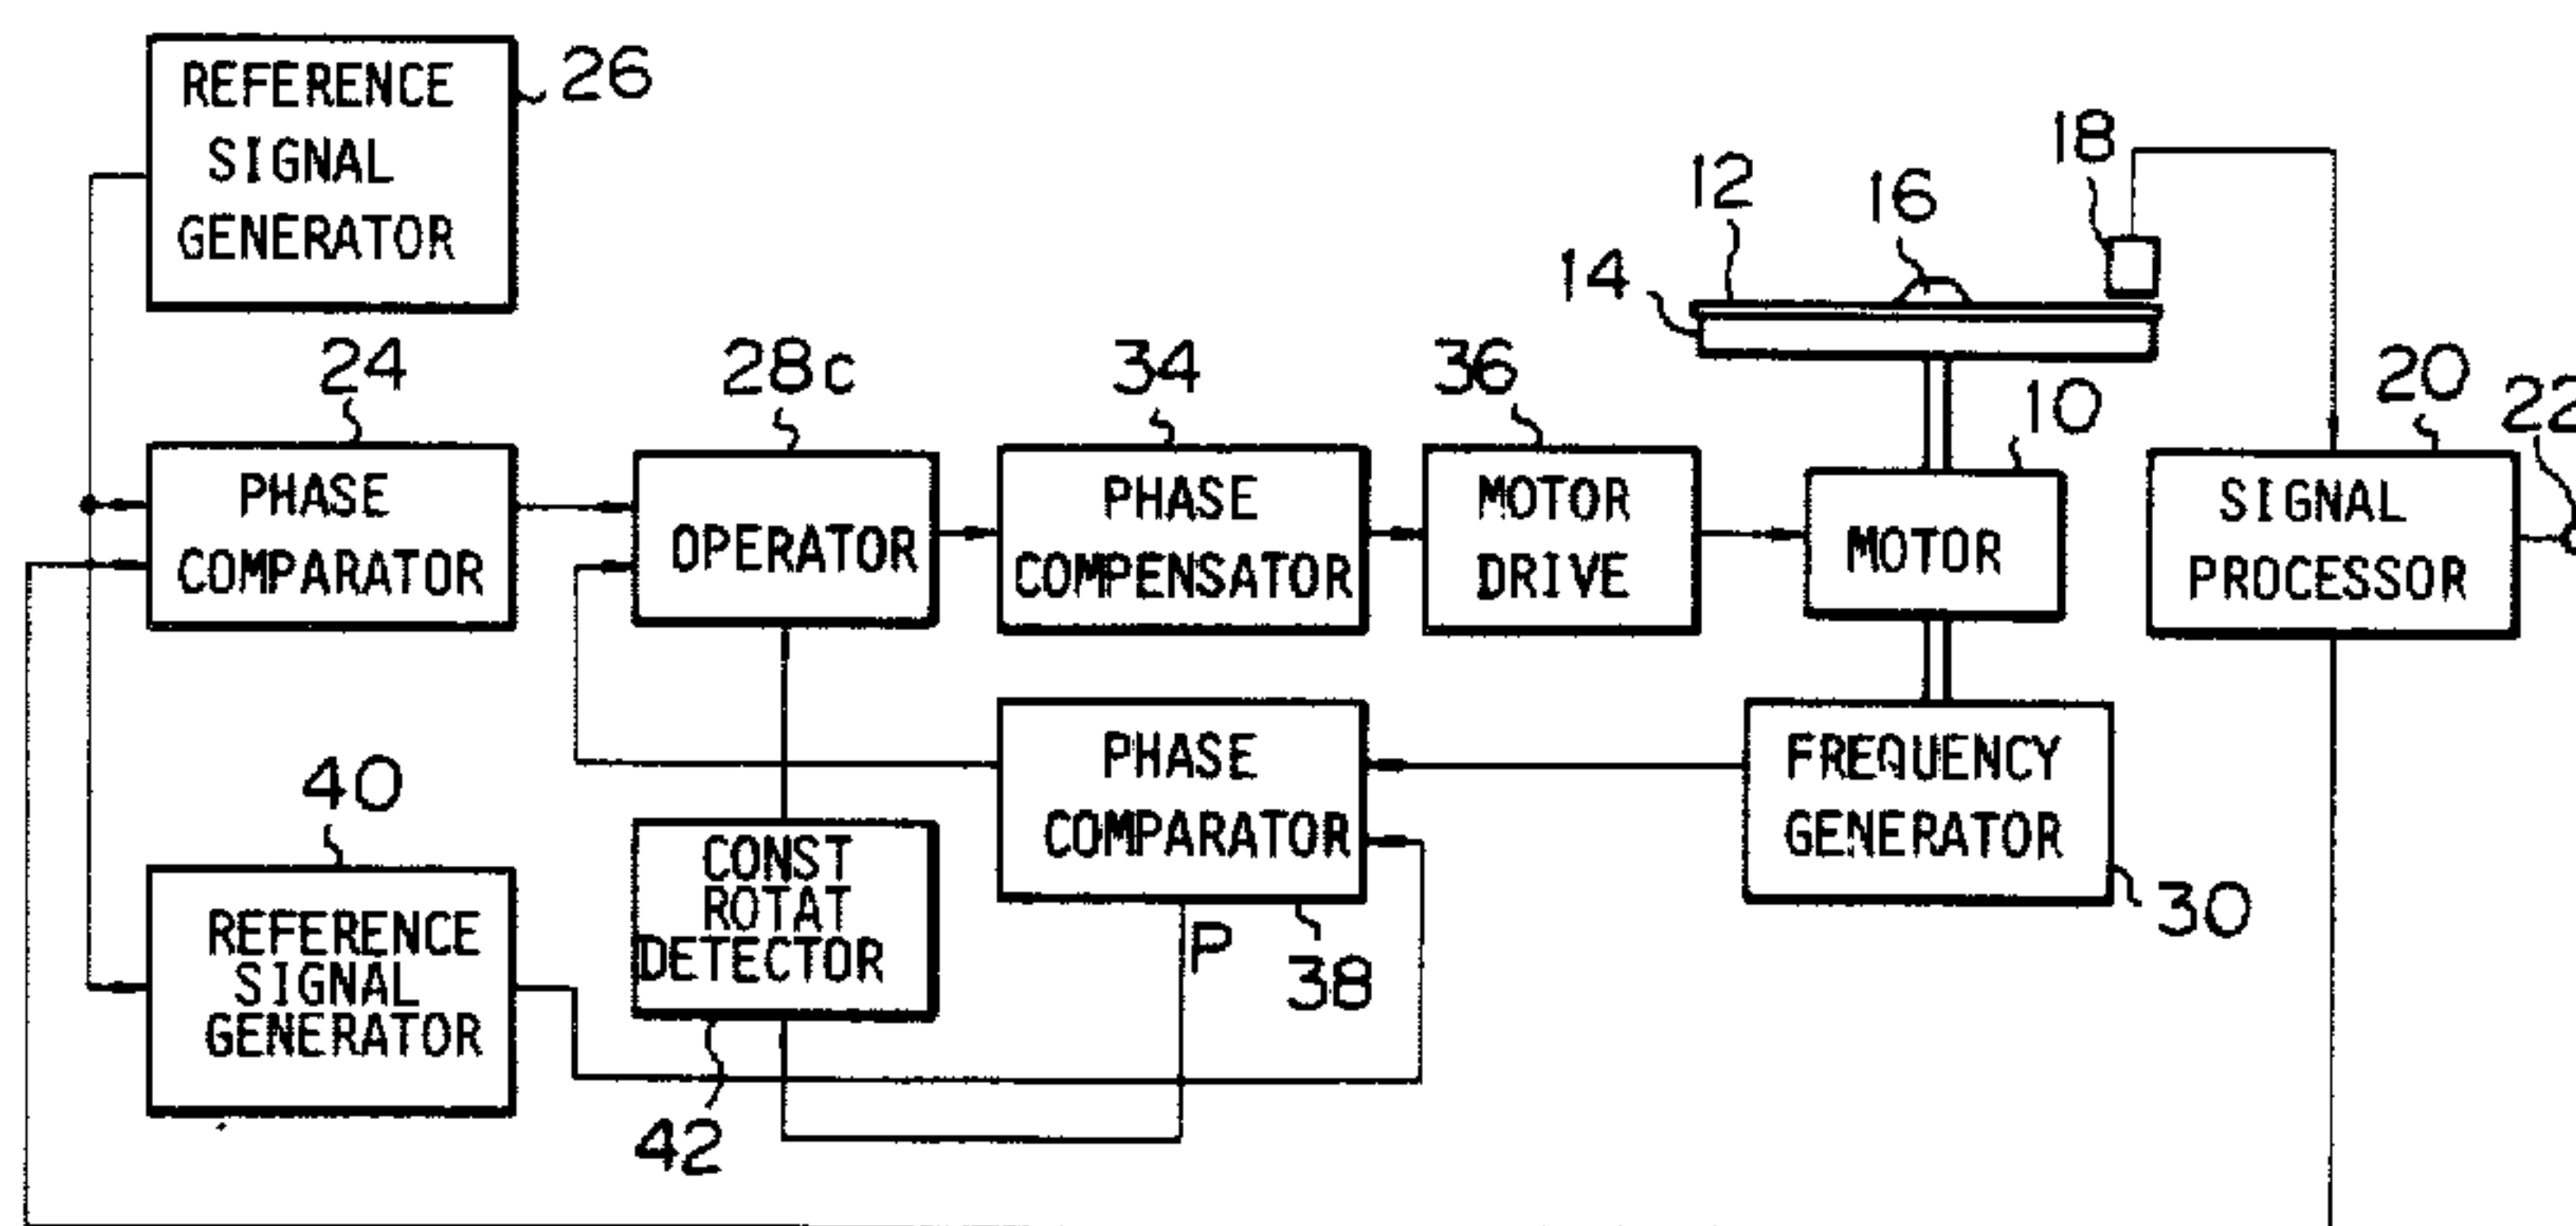 REFERENCE
SIGNAL
GENERATOR
26
18
12
16
14
24
28c
34
36
10
20
22
PHASE
COMPARATOR
OPERATOR
PHASE
COMPENSATOR
MOTOR
DRIVE
MOTOR
SIGNAL
PROCESSOR
40
REFERENCE
SIGNAL
GENERATOR
CONST
ROTAT
DETECTOR
42
PHASE
COMPARATOR
P
38
FREQUENCY
GENERATOR
30